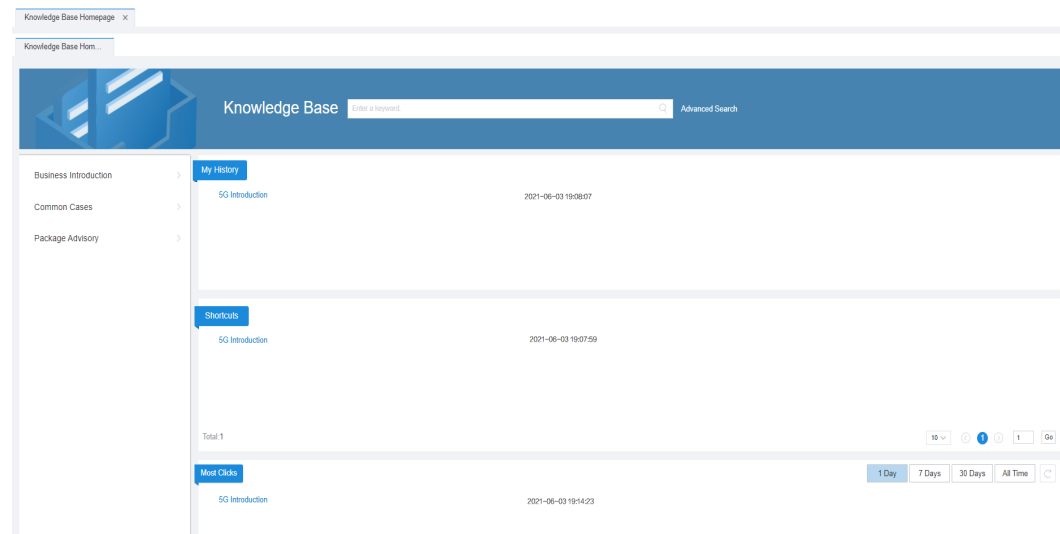 Knowledge Base Homepage ×
Knowledge Base Hom...
Knowledge Base Enter a keyword Advanced Search
Business Introduction
Common Cases
Package Advisory
My History
5G Introduction 2021-06-03 19:08:07
Shortcuts
5G Introduction 2021-06-03 19:07:59
Total:1 10 1 1 Go
Most Clicks 1 Day 7 Days 30 Days All Time
5G Introduction 2021-06-03 19:14:23